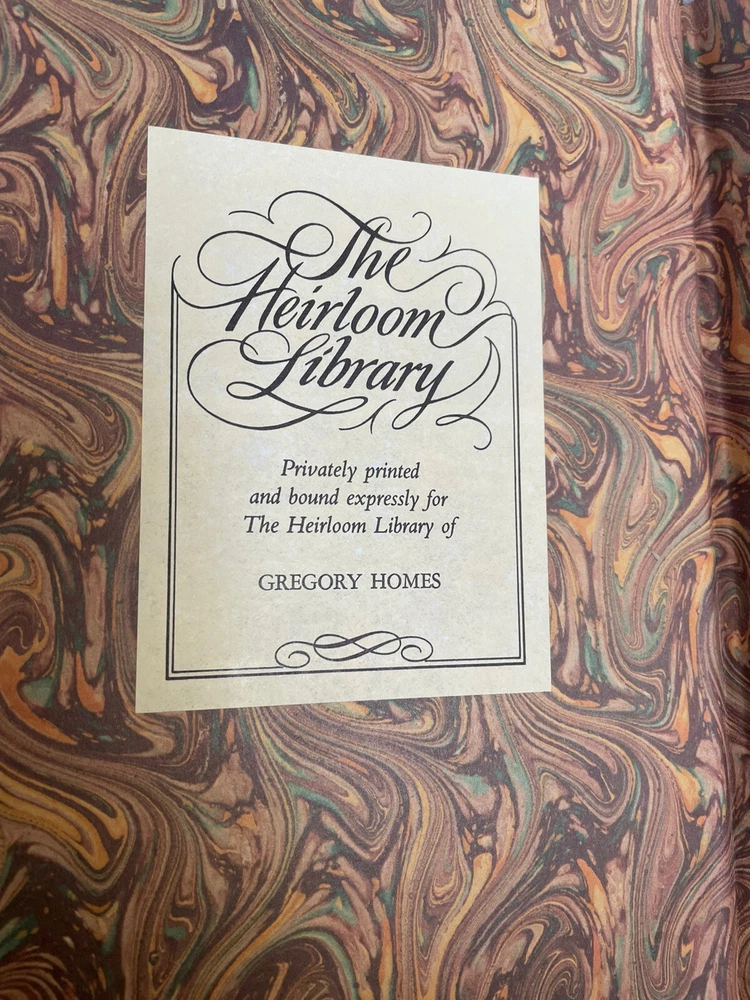 The
Heirloom
Library
Privately printed
and bound expressly for
The Heirloom Library of
GREGORY HOMES